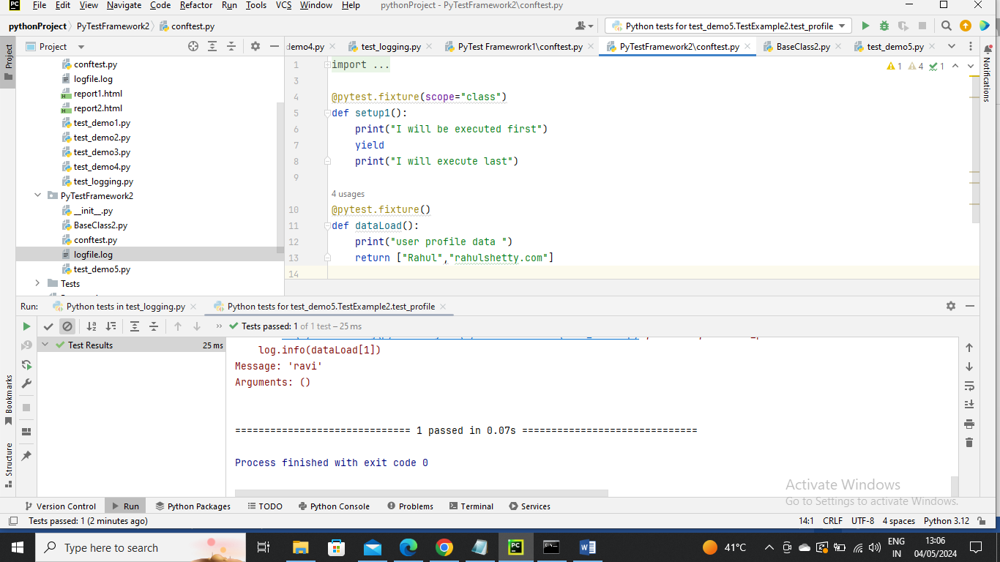 PC File Edit View Navigate Code Refactor Run Tools VCS Window Help pythonProject - PyTestFramework2\conftest.py
pythonProject PyTestFramework2 conftest.py Python tests for test_demo5.TestExample2.test_profile
Project
Project
demo4.py test_logging.py PyTest Framewrork1\conftest.py PyTestFramework2\conftest.py BaseClass2.py test_demo5.py
Notifications
conftest.py
logfile.log
report1.html
report2.html
test_demo1.py
test_demo2.py
test_demo3.py
test_demo4.py
test_logging.py
PyTestFramework2
__init__.py
BaseClass2.py
conftest.py
logfile.log
test_demo5.py
Tests
1 import ...
1 4 1
3
4 @pytest.fixture(scope="class")
5 def setup1():
6 print("I will be executed first")
7 yield
8 print("I will execute last")
9
4 usages
10 @pytest.fixture()
11 def dataLoad():
12 print("user profile data ")
13 return ["Rahul","rahulshetty.com"]
14
Run: Python tests in test_logging.py Python tests for test_demo5.TestExample2.test_profile
Tests passed: 1 of 1 test – 25 ms
Test Results 25 ms
log.info(dataLoad[1])
Message: 'ravi'
Arguments: ()
============================== 1 passed in 0.07s ==============================
Process finished with exit code 0
Bookmarks
Structure
Activate Windows
Go to Settings to activate Windows.
Version Control Run Python Packages TODO Python Console Problems Terminal Services
Tests passed: 1 (2 minutes ago) 14:1 CRLF UTF-8 4 spaces Python 3.12
Type here to search
PC
W
41°C
ENG
IN
13:06
04/05/2024